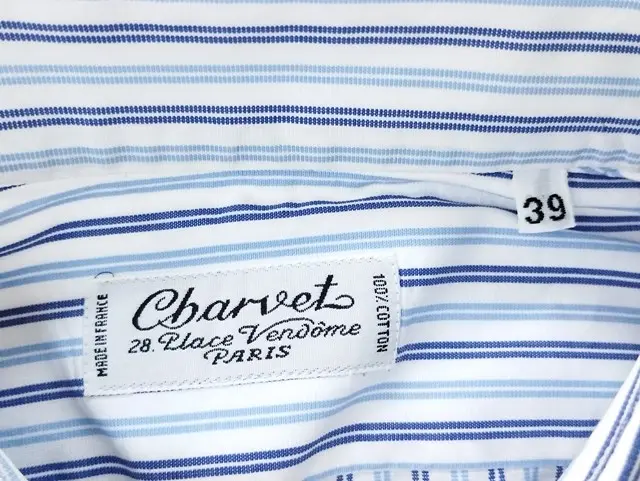 39
Charvet
28. Place Vendôme
PARIS
MADE IN FRANCE
100% COTTON